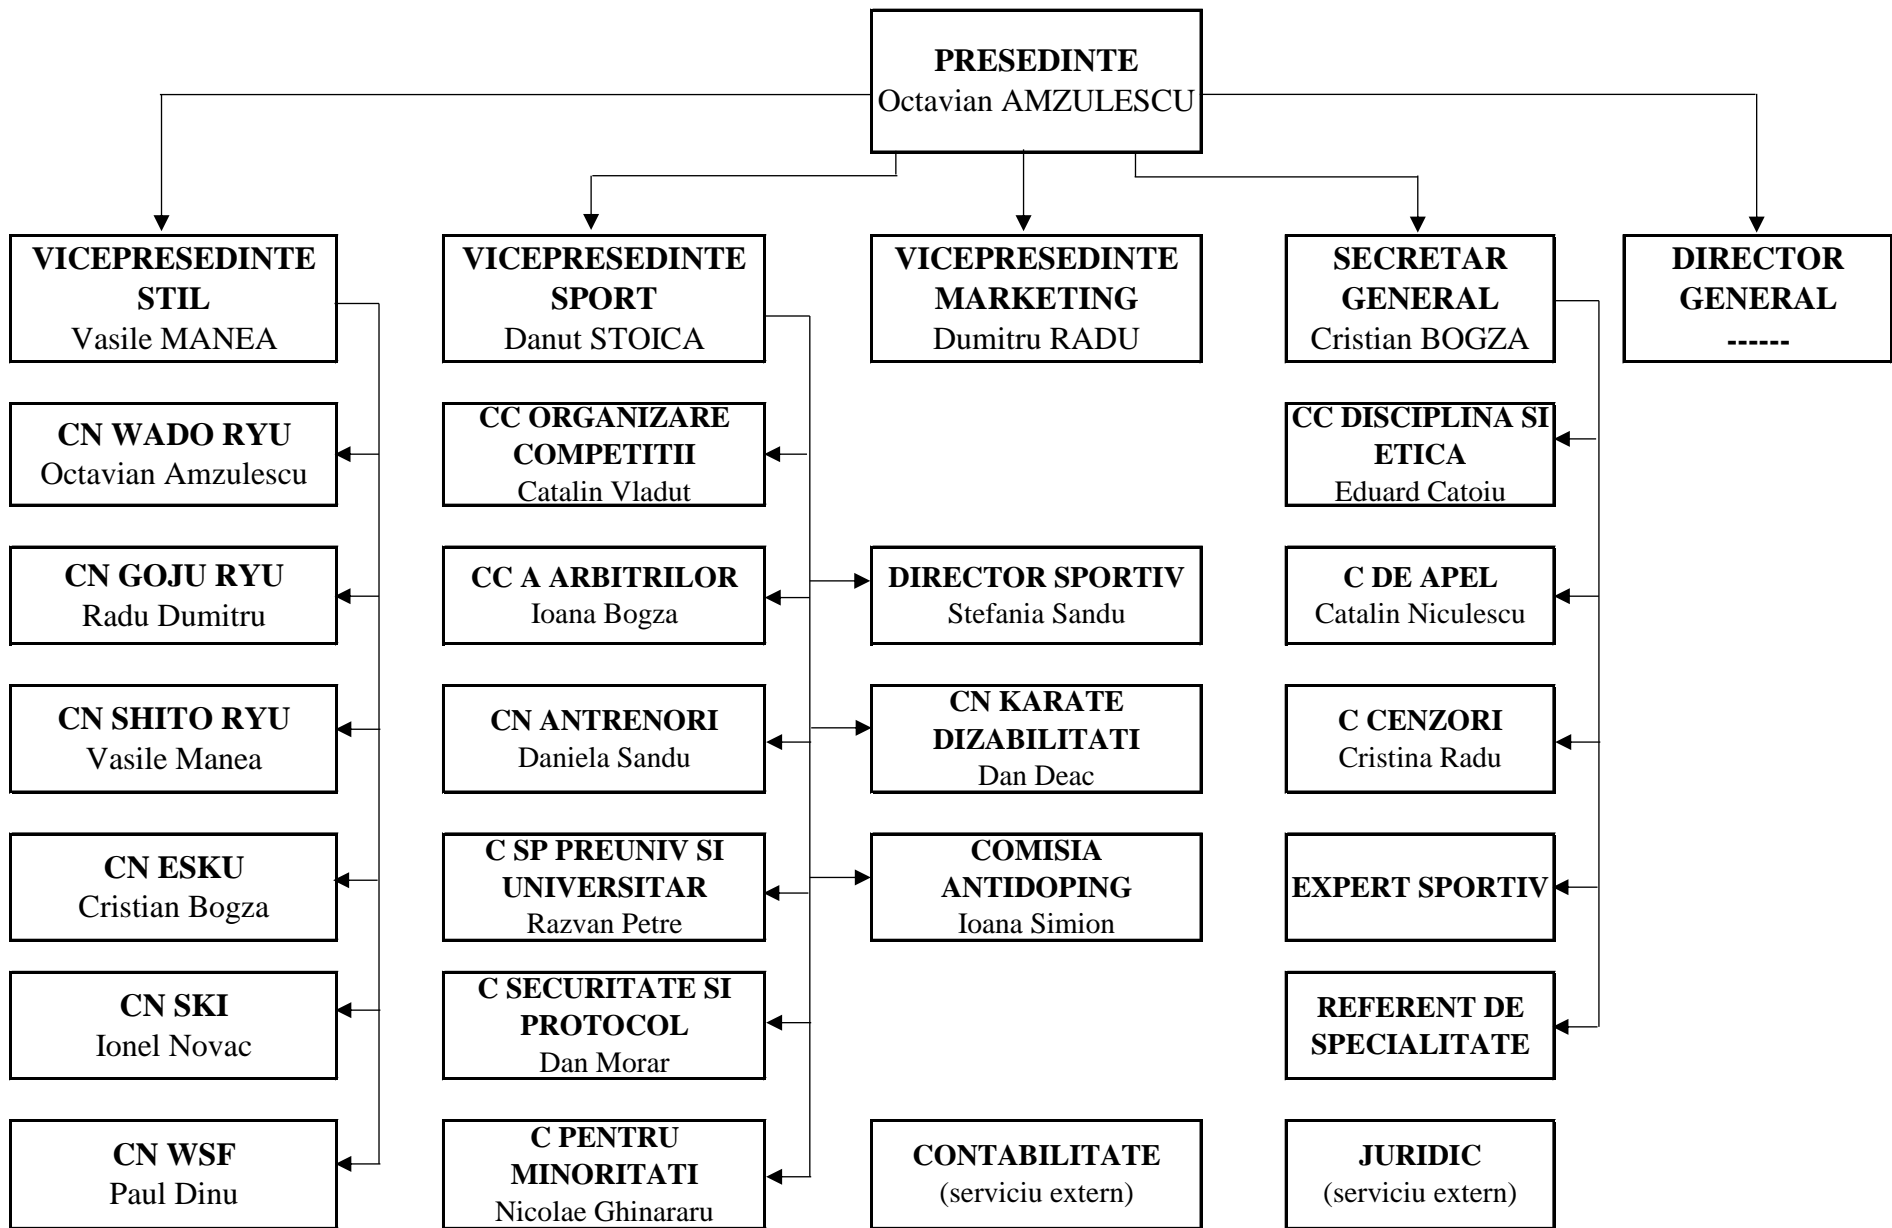 PRESEDINTE
Octavian AMZULESCU
VICEPRESEDINTE
STIL
Vasile MANEA
VICEPRESEDINTE
SPORT
Danut STOICA
VICEPRESEDINTE
MARKETING
Dumitru RADU
SECRETAR
GENERAL
Cristian BOGZA
DIRECTOR
GENERAL
------
CN WADO RYU
Octavian Amzulescu
CC ORGANIZARE
COMPETITII
Catalin Vladut
CC DISCIPLINA SI
ETICA
Eduard Catoiu
CN GOJU RYU
Radu Dumitru
CC A ARBITRILOR
Ioana Bogza
DIRECTOR SPORTIV
Stefania Sandu
C DE APEL
Catalin Niculescu
CN SHITO RYU
Vasile Manea
CN ANTRENORI
Daniela Sandu
CN KARATE
DIZABILITATI
Dan Deac
C CENZORI
Cristina Radu
CN ESKU
Cristian Bogza
C SP PREUNIV SI
UNIVERSITAR
Razvan Petre
COMISIA
ANTIDOPING
Ioana Simion
EXPERT SPORTIV
CN SKI
Ionel Novac
C SECURITATE SI
PROTOCOL
Dan Morar
REFERENT DE
SPECIALITATE
CN WSF
Paul Dinu
C PENTRU
MINORITATI
Nicolae Ghinararu
CONTABILITATE
(serviciu extern)
JURIDIC
(serviciu extern)